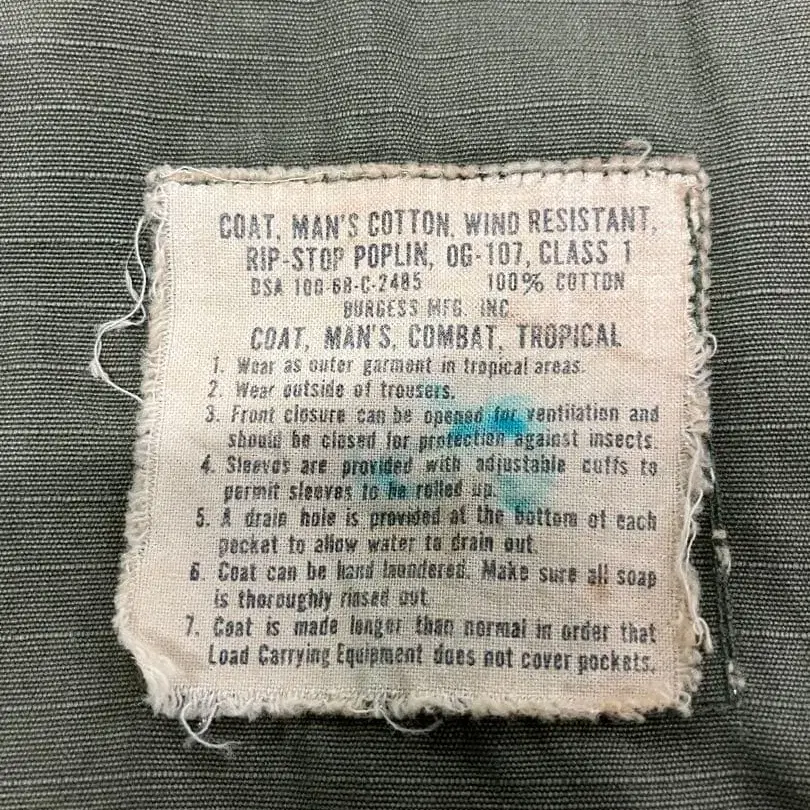 COAT, MAN'S COTTON, WIND RESISTANT,
RIP-STOP POPLIN, OG-107, CLASS 1
DSA 100-68-C-2485 100% COTTON
BURGESS MFG. INC.
COAT, MAN'S, COMBAT, TROPICAL
1. Wear as outer garment in tropical areas.
2. Wear outside of trousers.
3. Front closure can be opened for ventilation and
should be closed for protection against insects.
4. Sleeves are provided with adjustable cuffs to
permit sleeves to be rolled up.
5. A drain hole is provided at the bottom of each
pocket to allow water to drain out.
6. Coat can be hand laundered. Make sure all soap
is thoroughly rinsed out.
7. Coat is made longer than normal in order that
Load Carrying Equipment does not cover pockets.